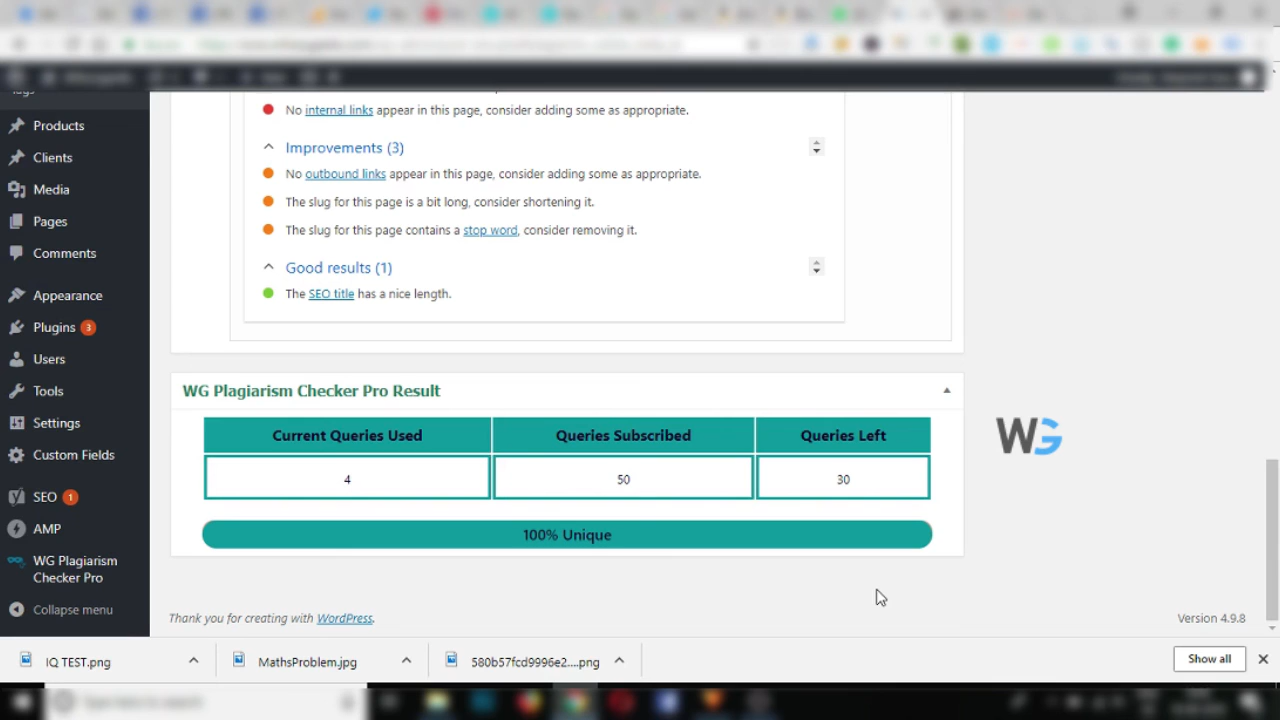 Tags
No internal links appear in this page, consider adding some as appropriate.
Products
Improvements (3)
Clients
No outbound links appear in this page, consider adding some as appropriate.
Media
The slug for this page is a bit long, consider shortening it.
Pages
The slug for this page contains a stop word, consider removing it.
Comments
Good results (1)
Appearance
The SEO title has a nice length.
Plugins 3
Users
Tools
WG Plagiarism Checker Pro Result
Settings
Current Queries Used Queries Subscribed Queries Left
WG
Custom Fields
4 50 30
SEO 1
AMP
100% Unique
WG Plagiarism
Checker Pro
Collapse menu
Thank you for creating with WordPress.
Version 4.9.8
IQ TEST.png
MathsProblem.jpg
580b57fcd9996e2....png
Show all